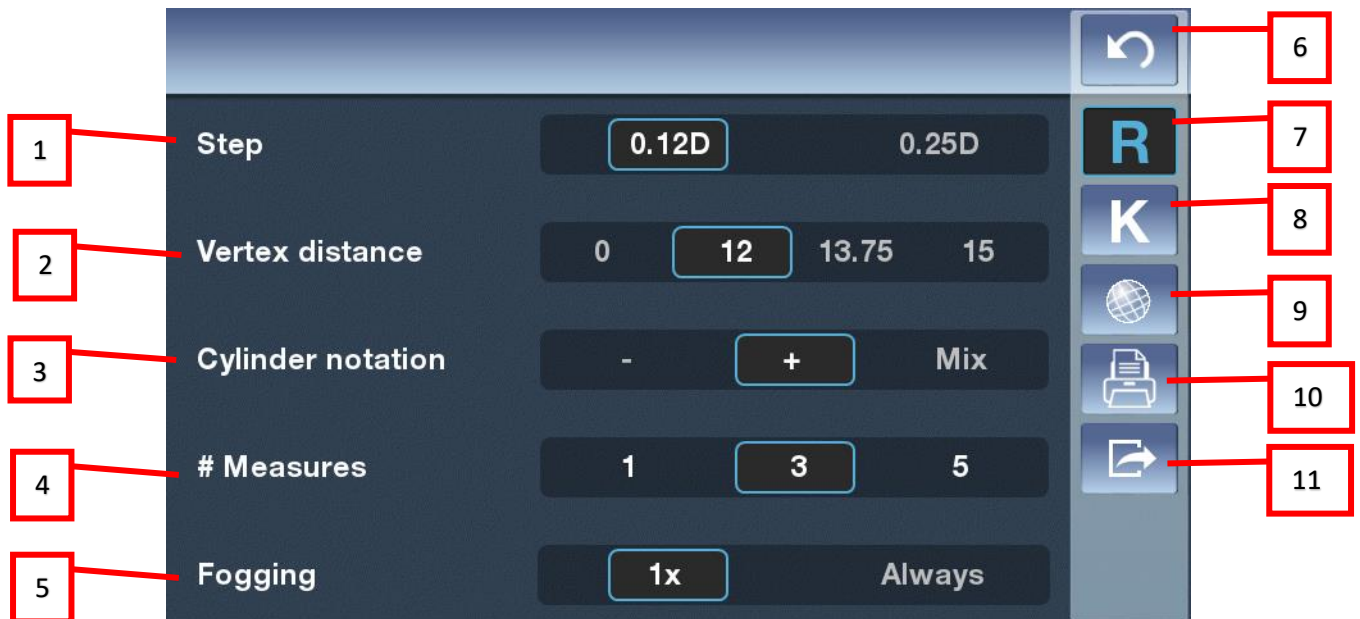 6
1 Step 0.12D 0.25D R 7
2 Vertex distance 0 12 13.75 15 K 8
9
3 Cylinder notation - + Mix
10
4 # Measures 1 3 5
11
5 Fogging 1x Always